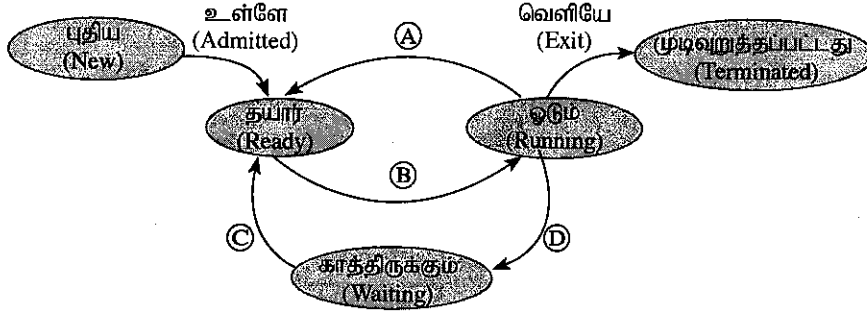 புதிய
(New)
உள்ளே
(Admitted)
A
வெளியே
(Exit)
முடிவுறுத்தப்பட்டது
(Terminated)
தயார்
(Ready)
ஓடும்
(Running)
B
C
D
காத்திருக்கும்
(Waiting)